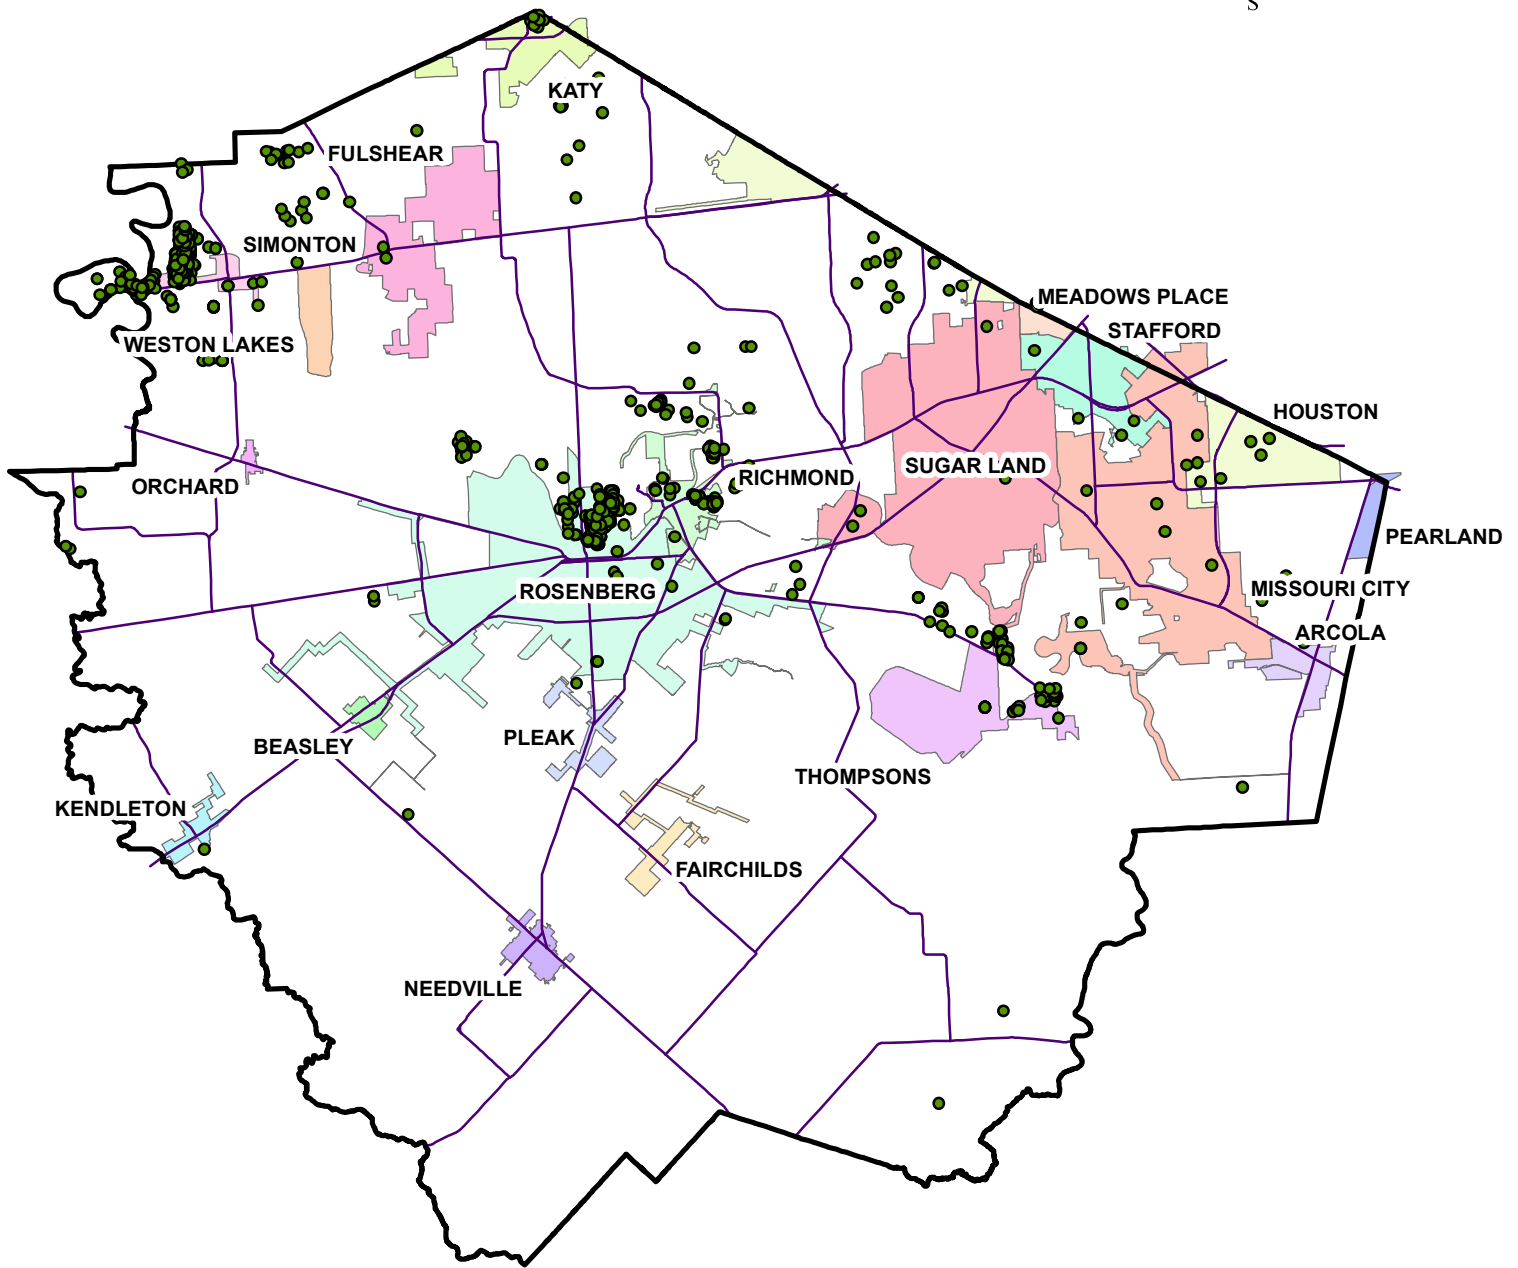 S
KATY
FULSHEAR
SIMONTON
MEADOWS PLACE
STAFFORD
WESTON LAKES
HOUSTON
SUGAR LAND
RICHMOND
ORCHARD
PEARLAND
ROSENBERG
MISSOURI CITY
ARCOLA
PLEAK
BEASLEY
THOMPSONS
KENDLETON
FAIRCHILDS
NEEDVILLE